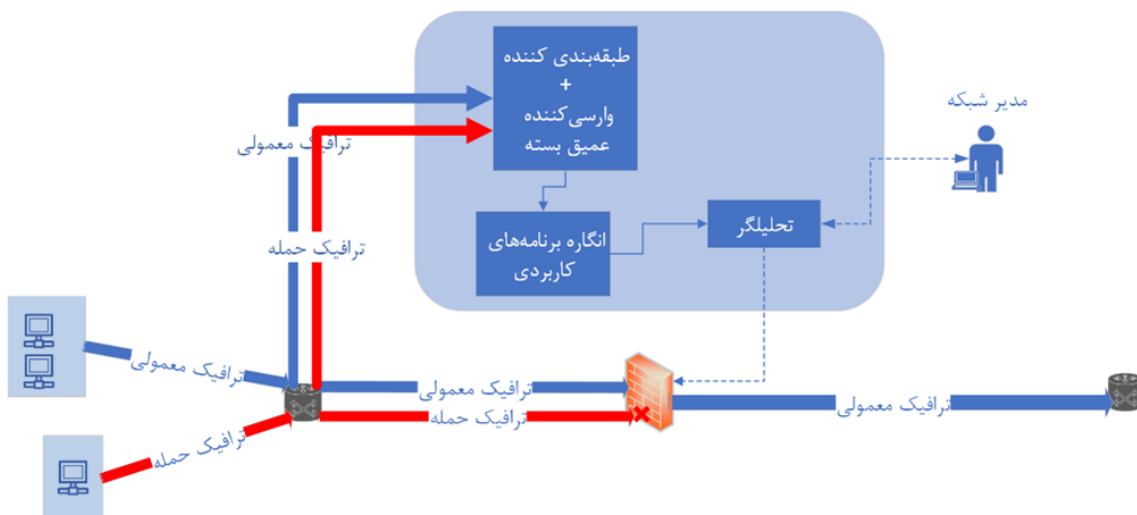 طبقه‌بندی کننده
+
وارسی‌کننده
عمیق بسته
مدیر شبکه
ترافیک معمولی
انگاره برنامه‌های
کاربردی
تحلیلگر
ترافیک حمله
ترافیک معمولی
ترافیک معمولی
ترافیک معمولی
ترافیک حمله
ترافیک حمله